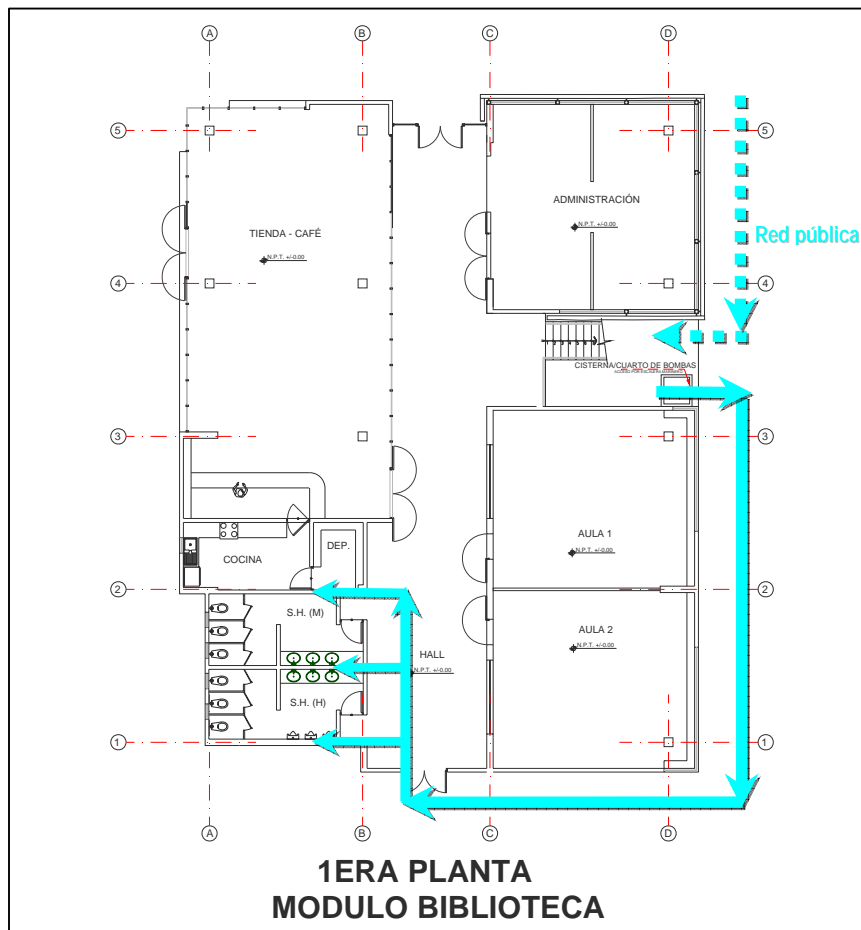 A
B
C
D
5
5
ADMINISTRACIÓN
N.P.T. +/-0.00
TIENDA - CAFÉ
N.P.T. +/-0.00
Red pública
4
4
CISTERNA/CUARTO DE BOMBAS
3
3
AULA 1
N.P.T. +/-0.00
DEP.
COCINA
2
2
S.H. (M)
AULA 2
N.P.T. +/-0.00
HALL
N.P.T. +/-0.00
S.H. (H)
1
1
A
B
C
D
1ERA PLANTA
MODULO BIBLIOTECA